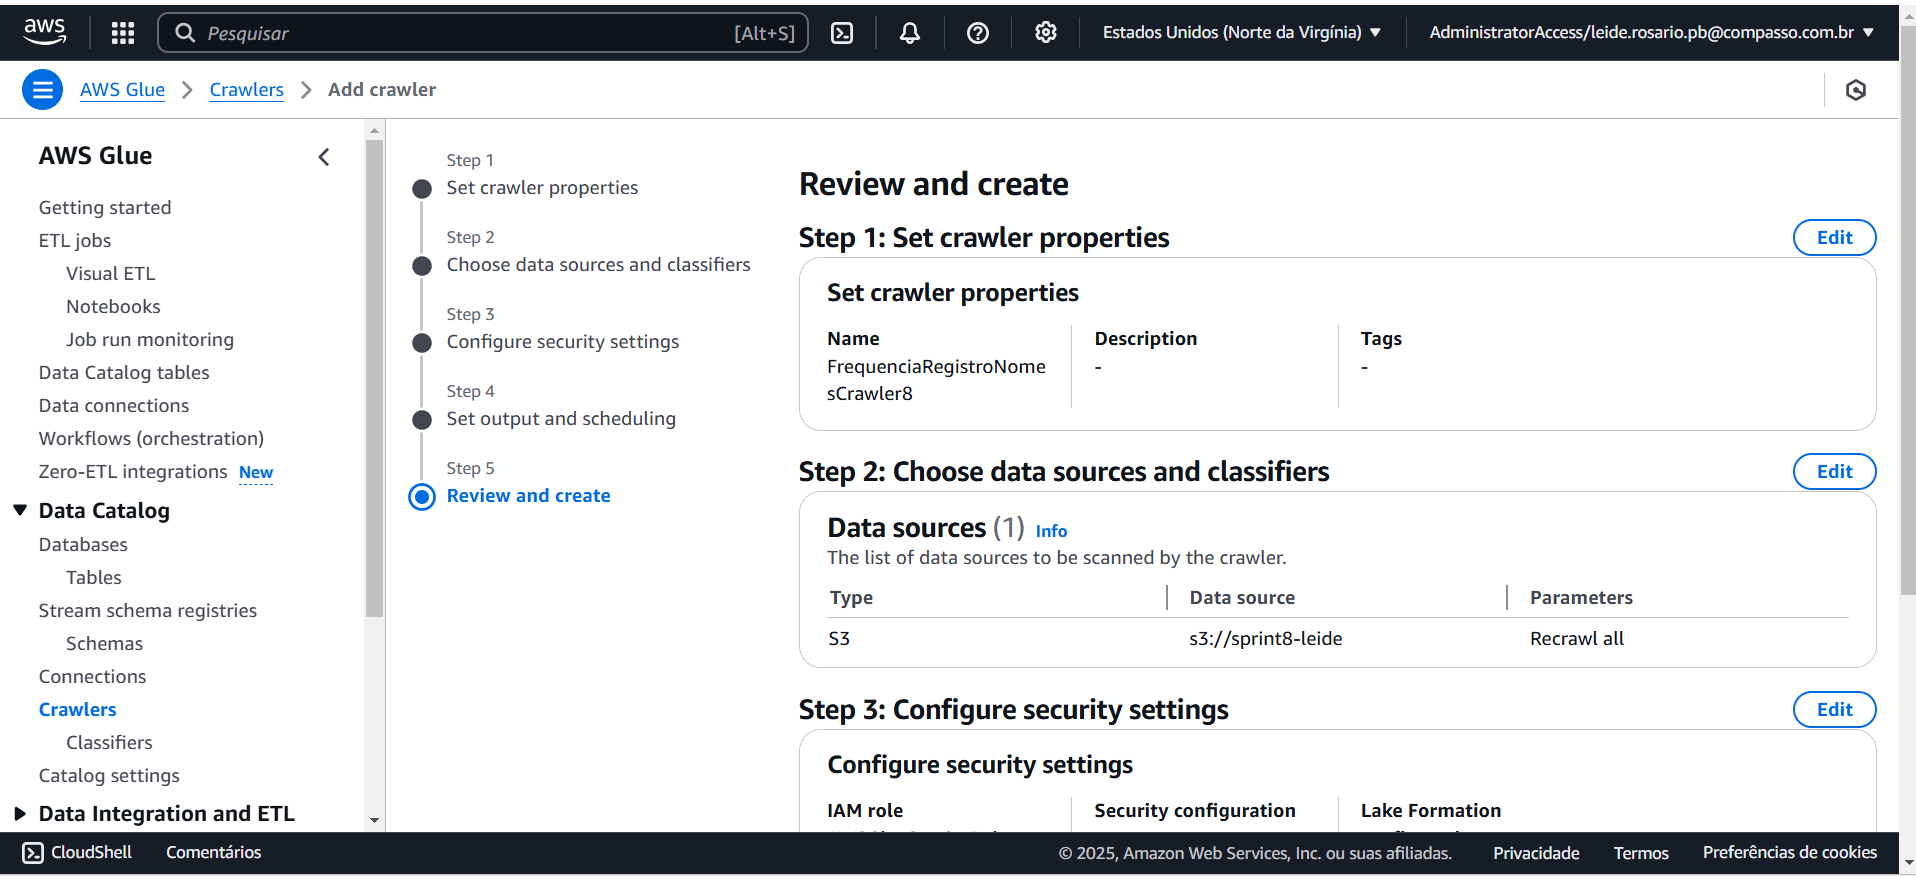 aws
Pesquisar [Alt+S] Estados Unidos (Norte da Virgínia) AdministratorAccess/leide.rosario.pb@compasso.com.br
AWS Glue Crawlers Add crawler
AWS Glue
Getting started
ETL jobs
Visual ETL
Notebooks
Job run monitoring
Data Catalog tables
Data connections
Workflows (orchestration)
Zero-ETL integrations New
Data Catalog
Databases
Tables
Stream schema registries
Schemas
Connections
Crawlers
Classifiers
Catalog settings
Data Integration and ETL
Step 1
Set crawler properties
Step 2
Choose data sources and classifiers
Step 3
Configure security settings
Step 4
Set output and scheduling
Step 5
Review and create
Review and create
Step 1: Set crawler properties Edit
Set crawler properties
Name Description Tags
FrequenciaRegistroNome - -
sCrawler8
Step 2: Choose data sources and classifiers Edit
Data sources (1) Info
The list of data sources to be scanned by the crawler.
Type Data source Parameters
S3 s3://sprint8-leide Recrawl all
Step 3: Configure security settings Edit
Configure security settings
IAM role Security configuration Lake Formation
CloudShell Comentários © 2025, Amazon Web Services, Inc. ou suas afiliadas. Privacidade Termos Preferências de cookies